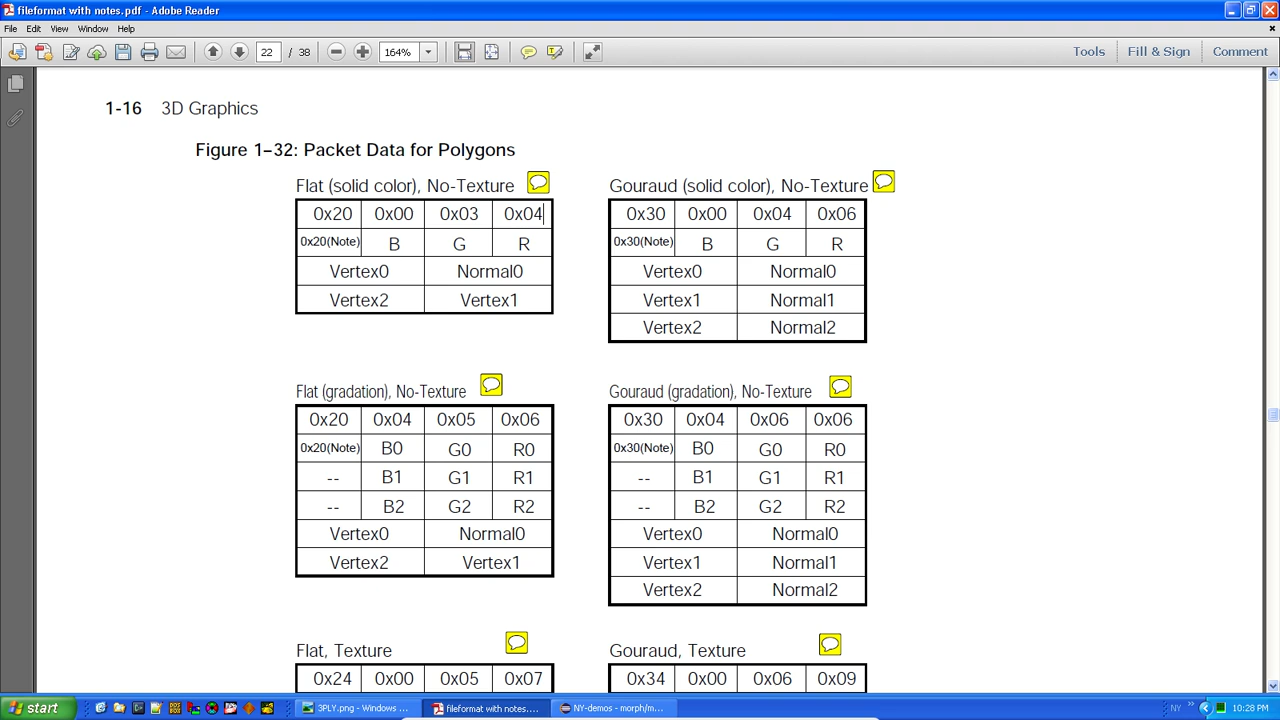 fileformat with notes.pdf - Adobe Reader
File Edit View Window Help
22 / 38 164% Tools Fill & Sign Comment
1-16 3D Graphics
Figure 1–32: Packet Data for Polygons
Flat (solid color), No-Texture
0x20 0x00 0x03 0x04
0x20(Note) B G R
Vertex0 Normal0
Vertex2 Vertex1
Gouraud (solid color), No-Texture
0x30 0x00 0x04 0x06
0x30(Note) B G R
Vertex0 Normal0
Vertex1 Normal1
Vertex2 Normal2
Flat (gradation), No-Texture
0x20 0x04 0x05 0x06
0x20(Note) B0 G0 R0
-- B1 G1 R1
-- B2 G2 R2
Vertex0 Normal0
Vertex2 Vertex1
Gouraud (gradation), No-Texture
0x30 0x04 0x06 0x06
0x30(Note) B0 G0 R0
-- B1 G1 R1
-- B2 G2 R2
Vertex0 Normal0
Vertex1 Normal1
Vertex2 Normal2
Flat, Texture
0x24 0x00 0x05 0x07
Gouraud, Texture
0x34 0x00 0x06 0x09
start 3PLY.png - Windows ... fileformat with notes.... NY-demos - morph/m... NY 10:28 PM